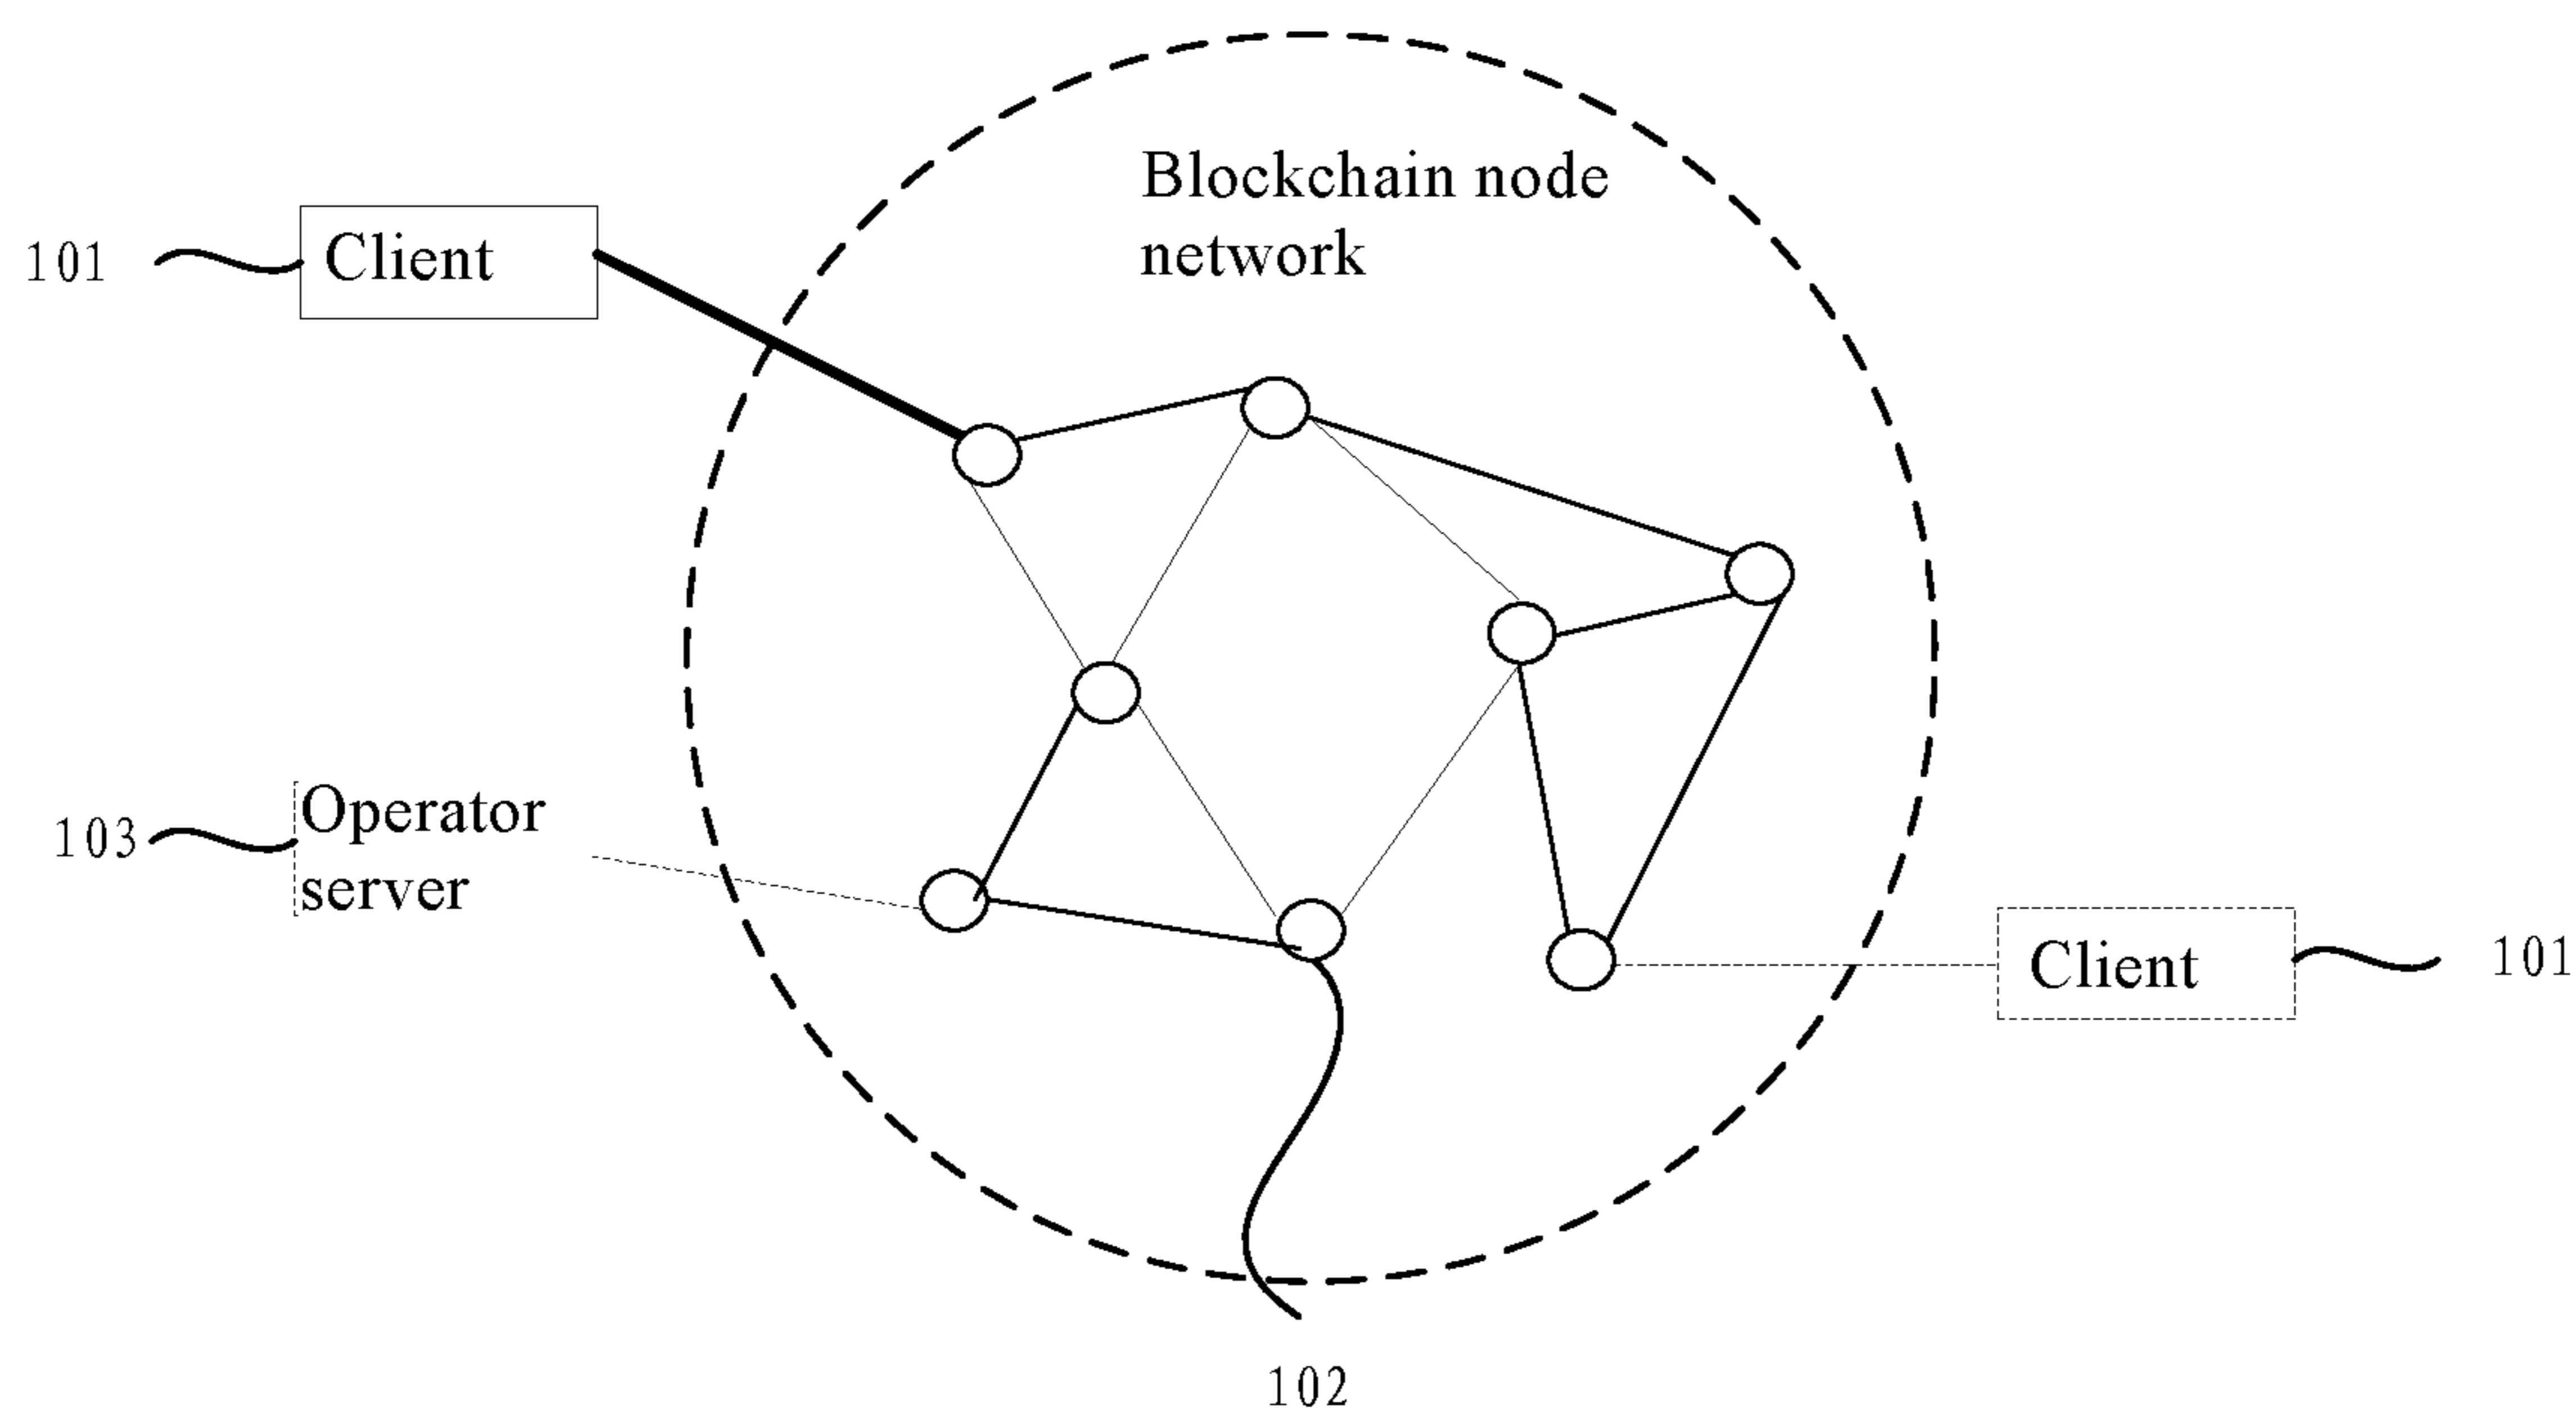 Blockchain node
network
101
Client
103
Operator
server
Client
101
102